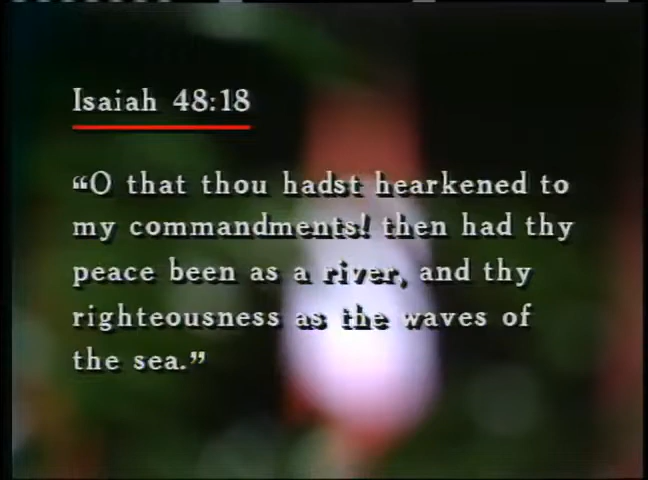 Isaiah 48:18
“O that thou hadst hearkened to
my commandments! then had thy
peace been as a river, and thy
righteousness as the waves of
the sea.”